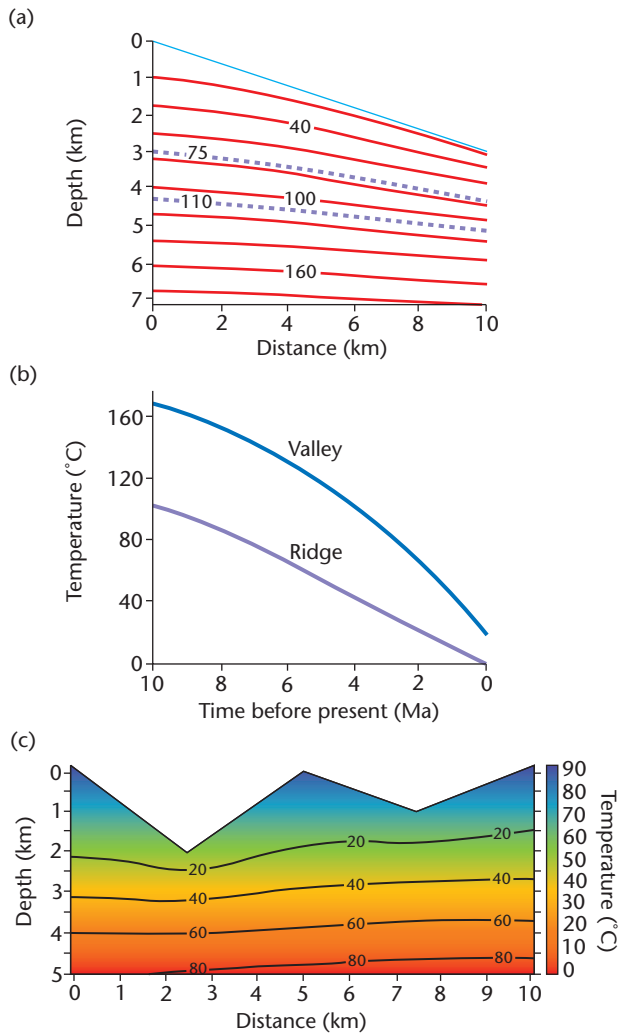 (a)
0
1
2
3
4
5
6
7
Depth (km)
40
75
100
110
160
0 2 4 6 8 10
Distance (km)
(b)
160
120
80
40
0
Temperature (°C)
Valley
Ridge
10 8 6 4 2 0
Time before present (Ma)
(c)
0
1
2
3
4
5
Depth (km)
20 20 20
40 40 40
60 60 60
80 80 80
0 1 2 3 4 5 6 7 8 9 10
Distance (km)
90
80
70
60
50
40
30
20
10
0
Temperature (°C)